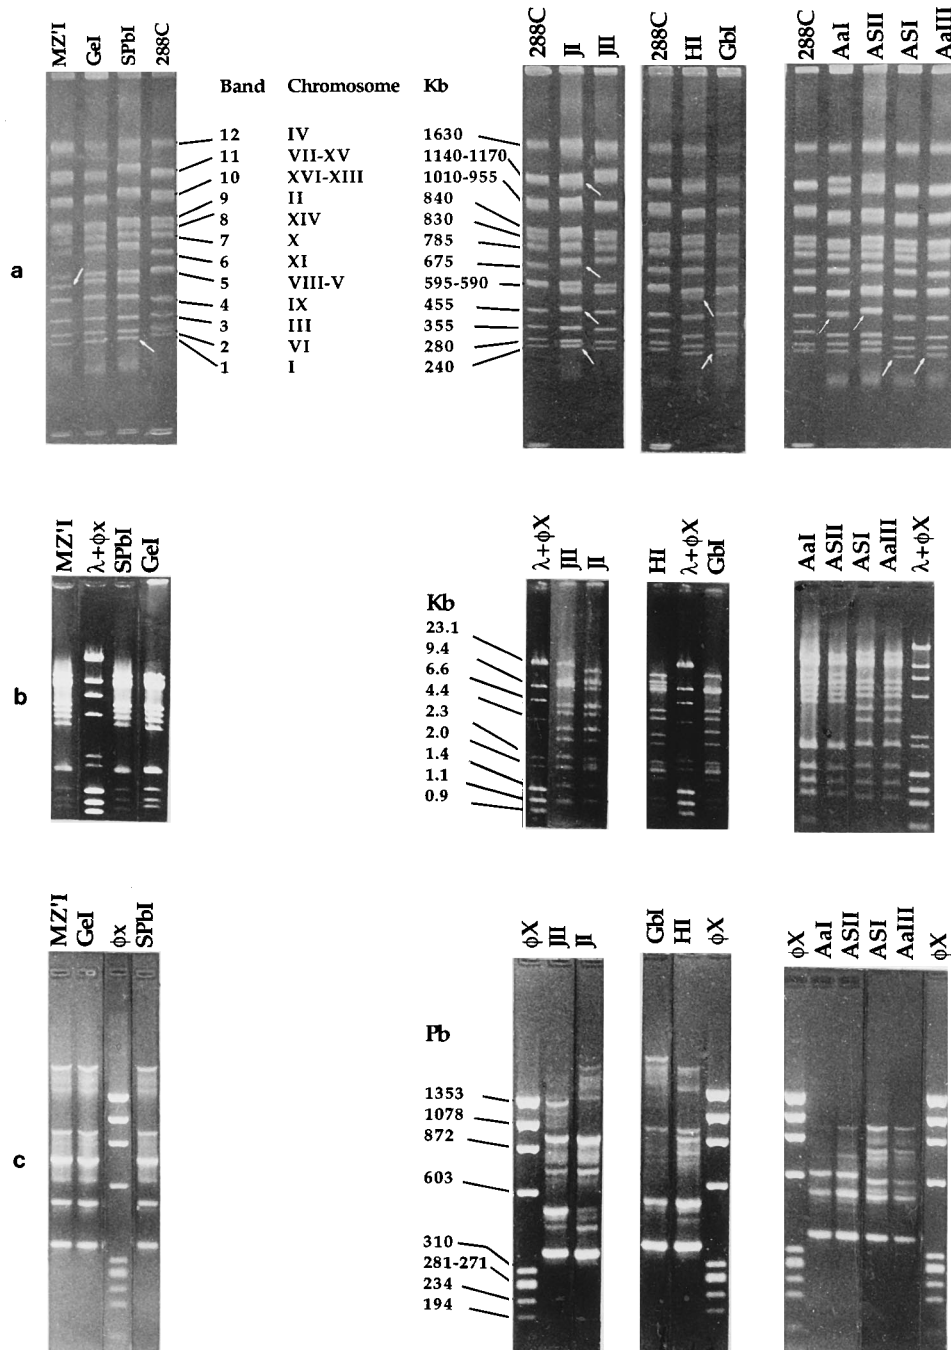 MZ'I GeI SPbI 288C
288C JI JII
288C HI GbI
288C AaI ASII ASI AaIII
Band Chromosome Kb
12 IV 1630
11 VII-XV 1140-1170
10 XVI-XIII 1010-955
9 II 840
8 XIV 830
7 X 785
6 XI 675
5 VIII-V 595-590
4 IX 455
3 III 355
2 VI 280
1 I 240
a
MZ'I λ+φx SPbI GeI
λ+φX JII JI
HI λ+φX GbI
AaI ASII ASI AaIII λ+φX
Kb
23.1
9.4
6.6
4.4
2.3
2.0
1.4
1.1
0.9
b
MZ'I GeI φx SPbI
φX JII JI
GbI HI φX
φX AaI ASII ASI AaIII φX
Pb
1353
1078
872
603
310
281-271
234
194
c